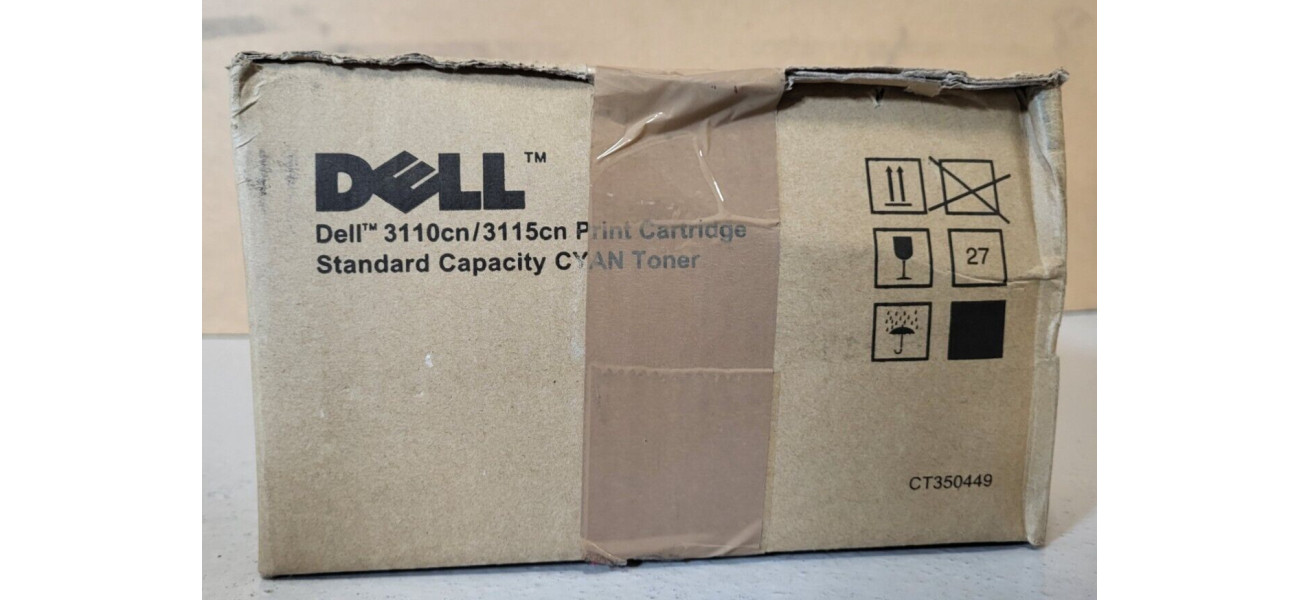 DELL™
Dell™ 3110cn/3115cn Print Cartridge
Standard Capacity CYAN Toner
27
CT350449